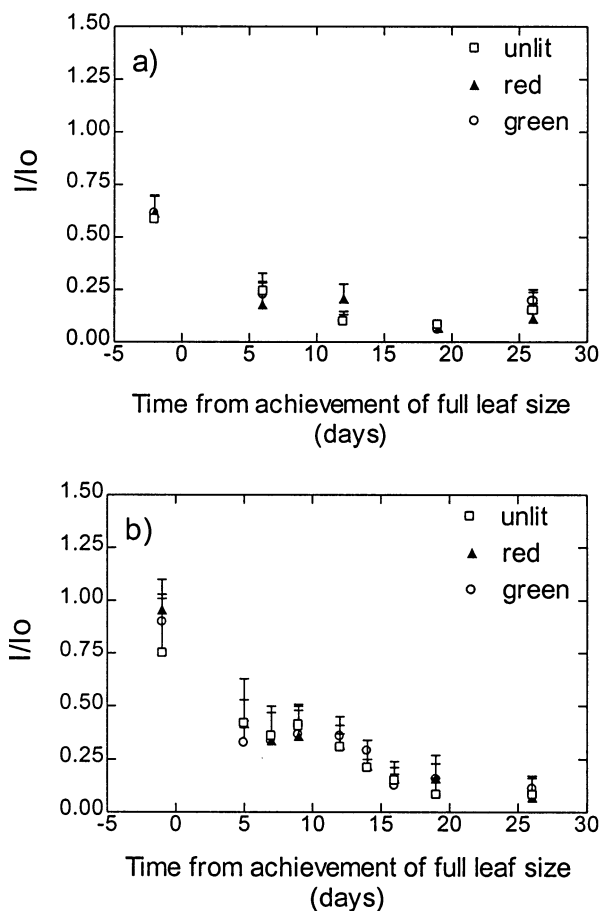 1.50
a)
unlit
1.25
red
1.00
green
I/Io
0.75
0.50
0.25
0.00
-5 0 5 10 15 20 25 30
Time from achievement of full leaf size
(days)
1.50
b)
unlit
1.25
red
1.00
green
I/Io
0.75
0.50
0.25
0.00
-5 0 5 10 15 20 25 30
Time from achievement of full leaf size
(days)